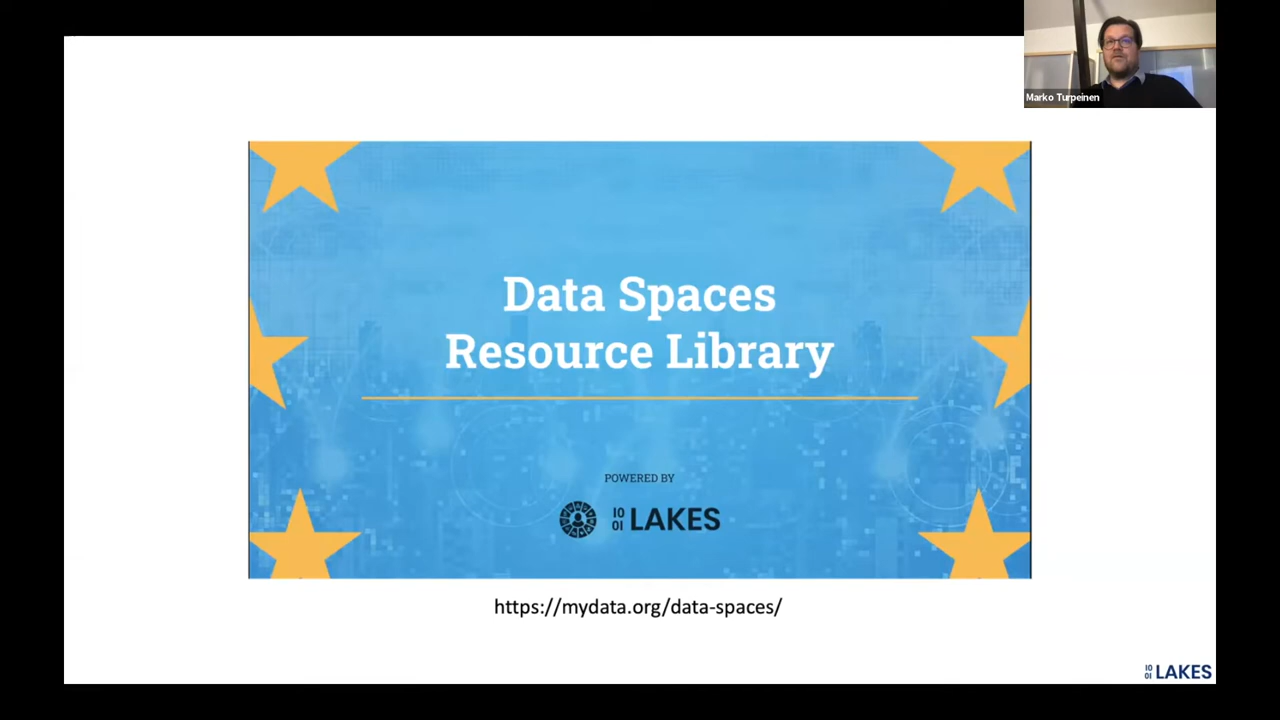 Marko Turpeinen
Data Spaces
Resource Library
POWERED BY
10
01 LAKES
https://mydata.org/data-spaces/
10
01 LAKES